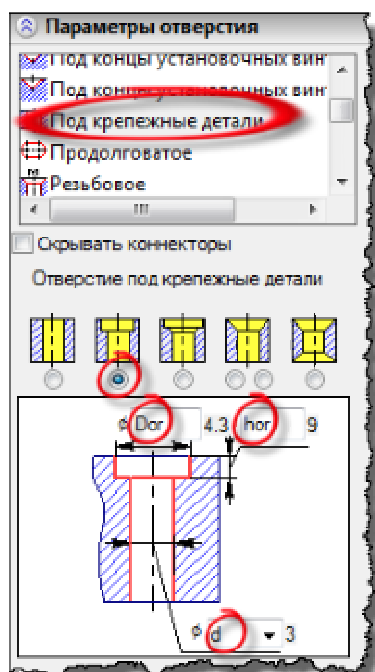 Параметры отверстия
Под концы установочных винт
Под концы установочных винт
Под крепежные детали
Продолговатое
Резьбовое
Скрывать коннекторы
Отверстие под крепежные детали
ϕ Dor 4.3 hor 9
ϕ d 3